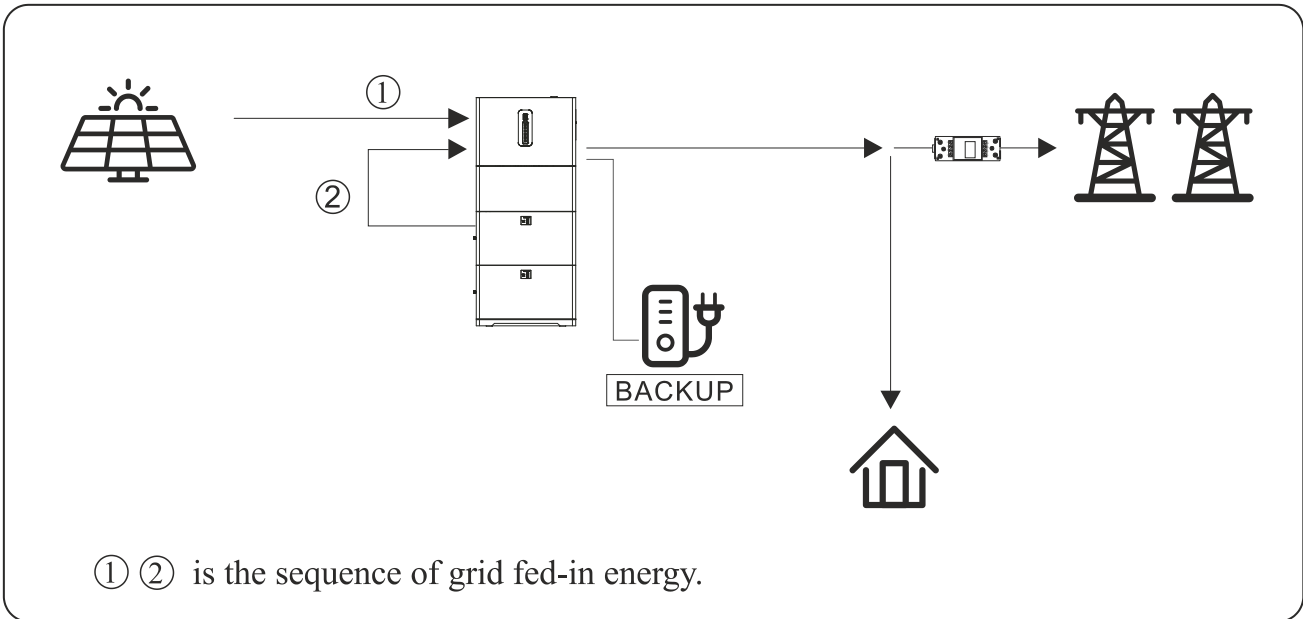 ①
②
BACKUP
① ② is the sequence of grid fed-in energy.